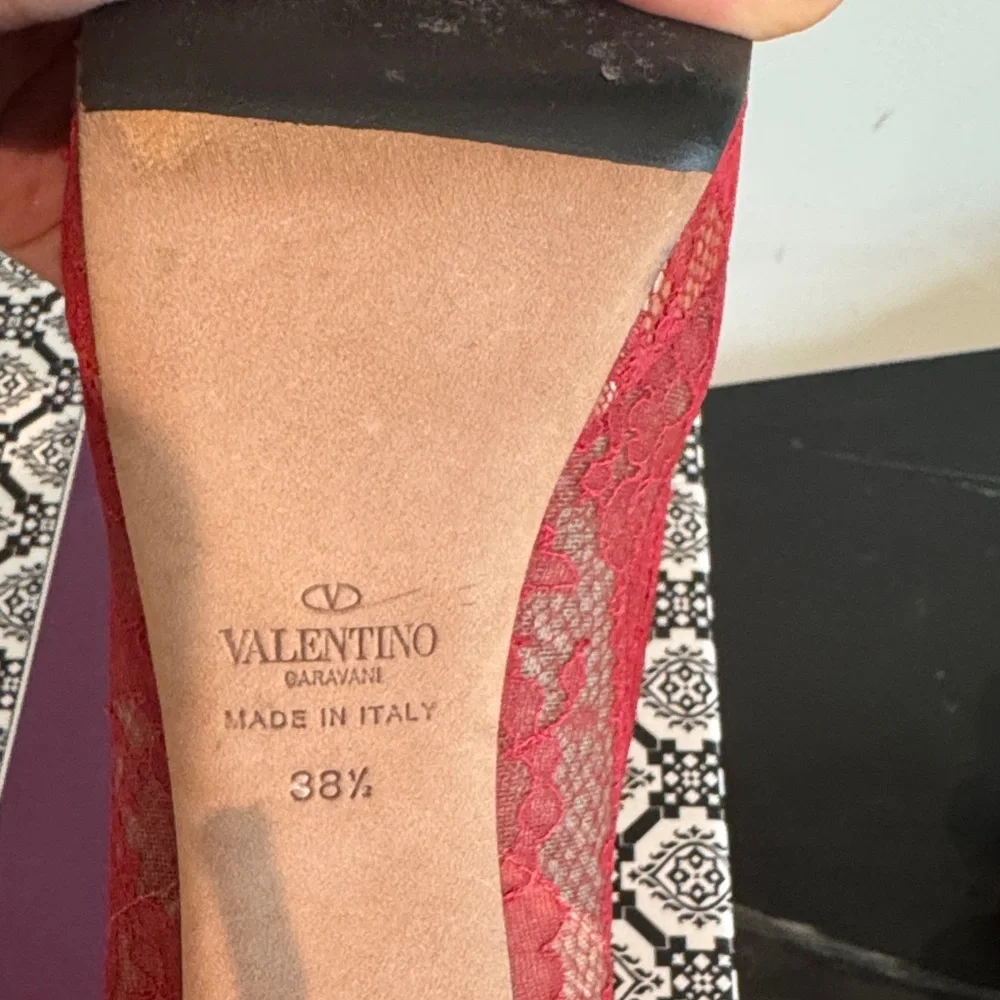 VALENTINO
GARAVANI
MADE IN ITALY
38½